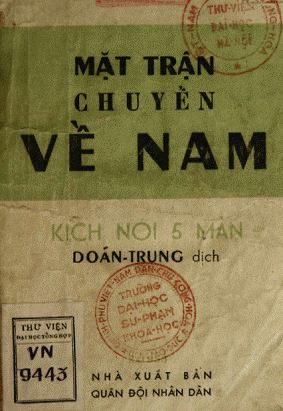 THƯ VIỆN
ĐẠI HỌC
HÀ NỘI
MẶT TRẬN
CHUYỂN
VỀ NAM
KỊCH NÓI 5 MÀN
DOÃN-TRUNG dịch
TRƯỜNG
ĐẠI-HỌC
SƯ-PHẠM
KHOA-HỌC
THƯ VIỆN
ĐẠI HỌC TỔNG HỢP
VN
9443
NHÀ XUẤT BẢN
QUÂN ĐỘI NHÂN DÂN